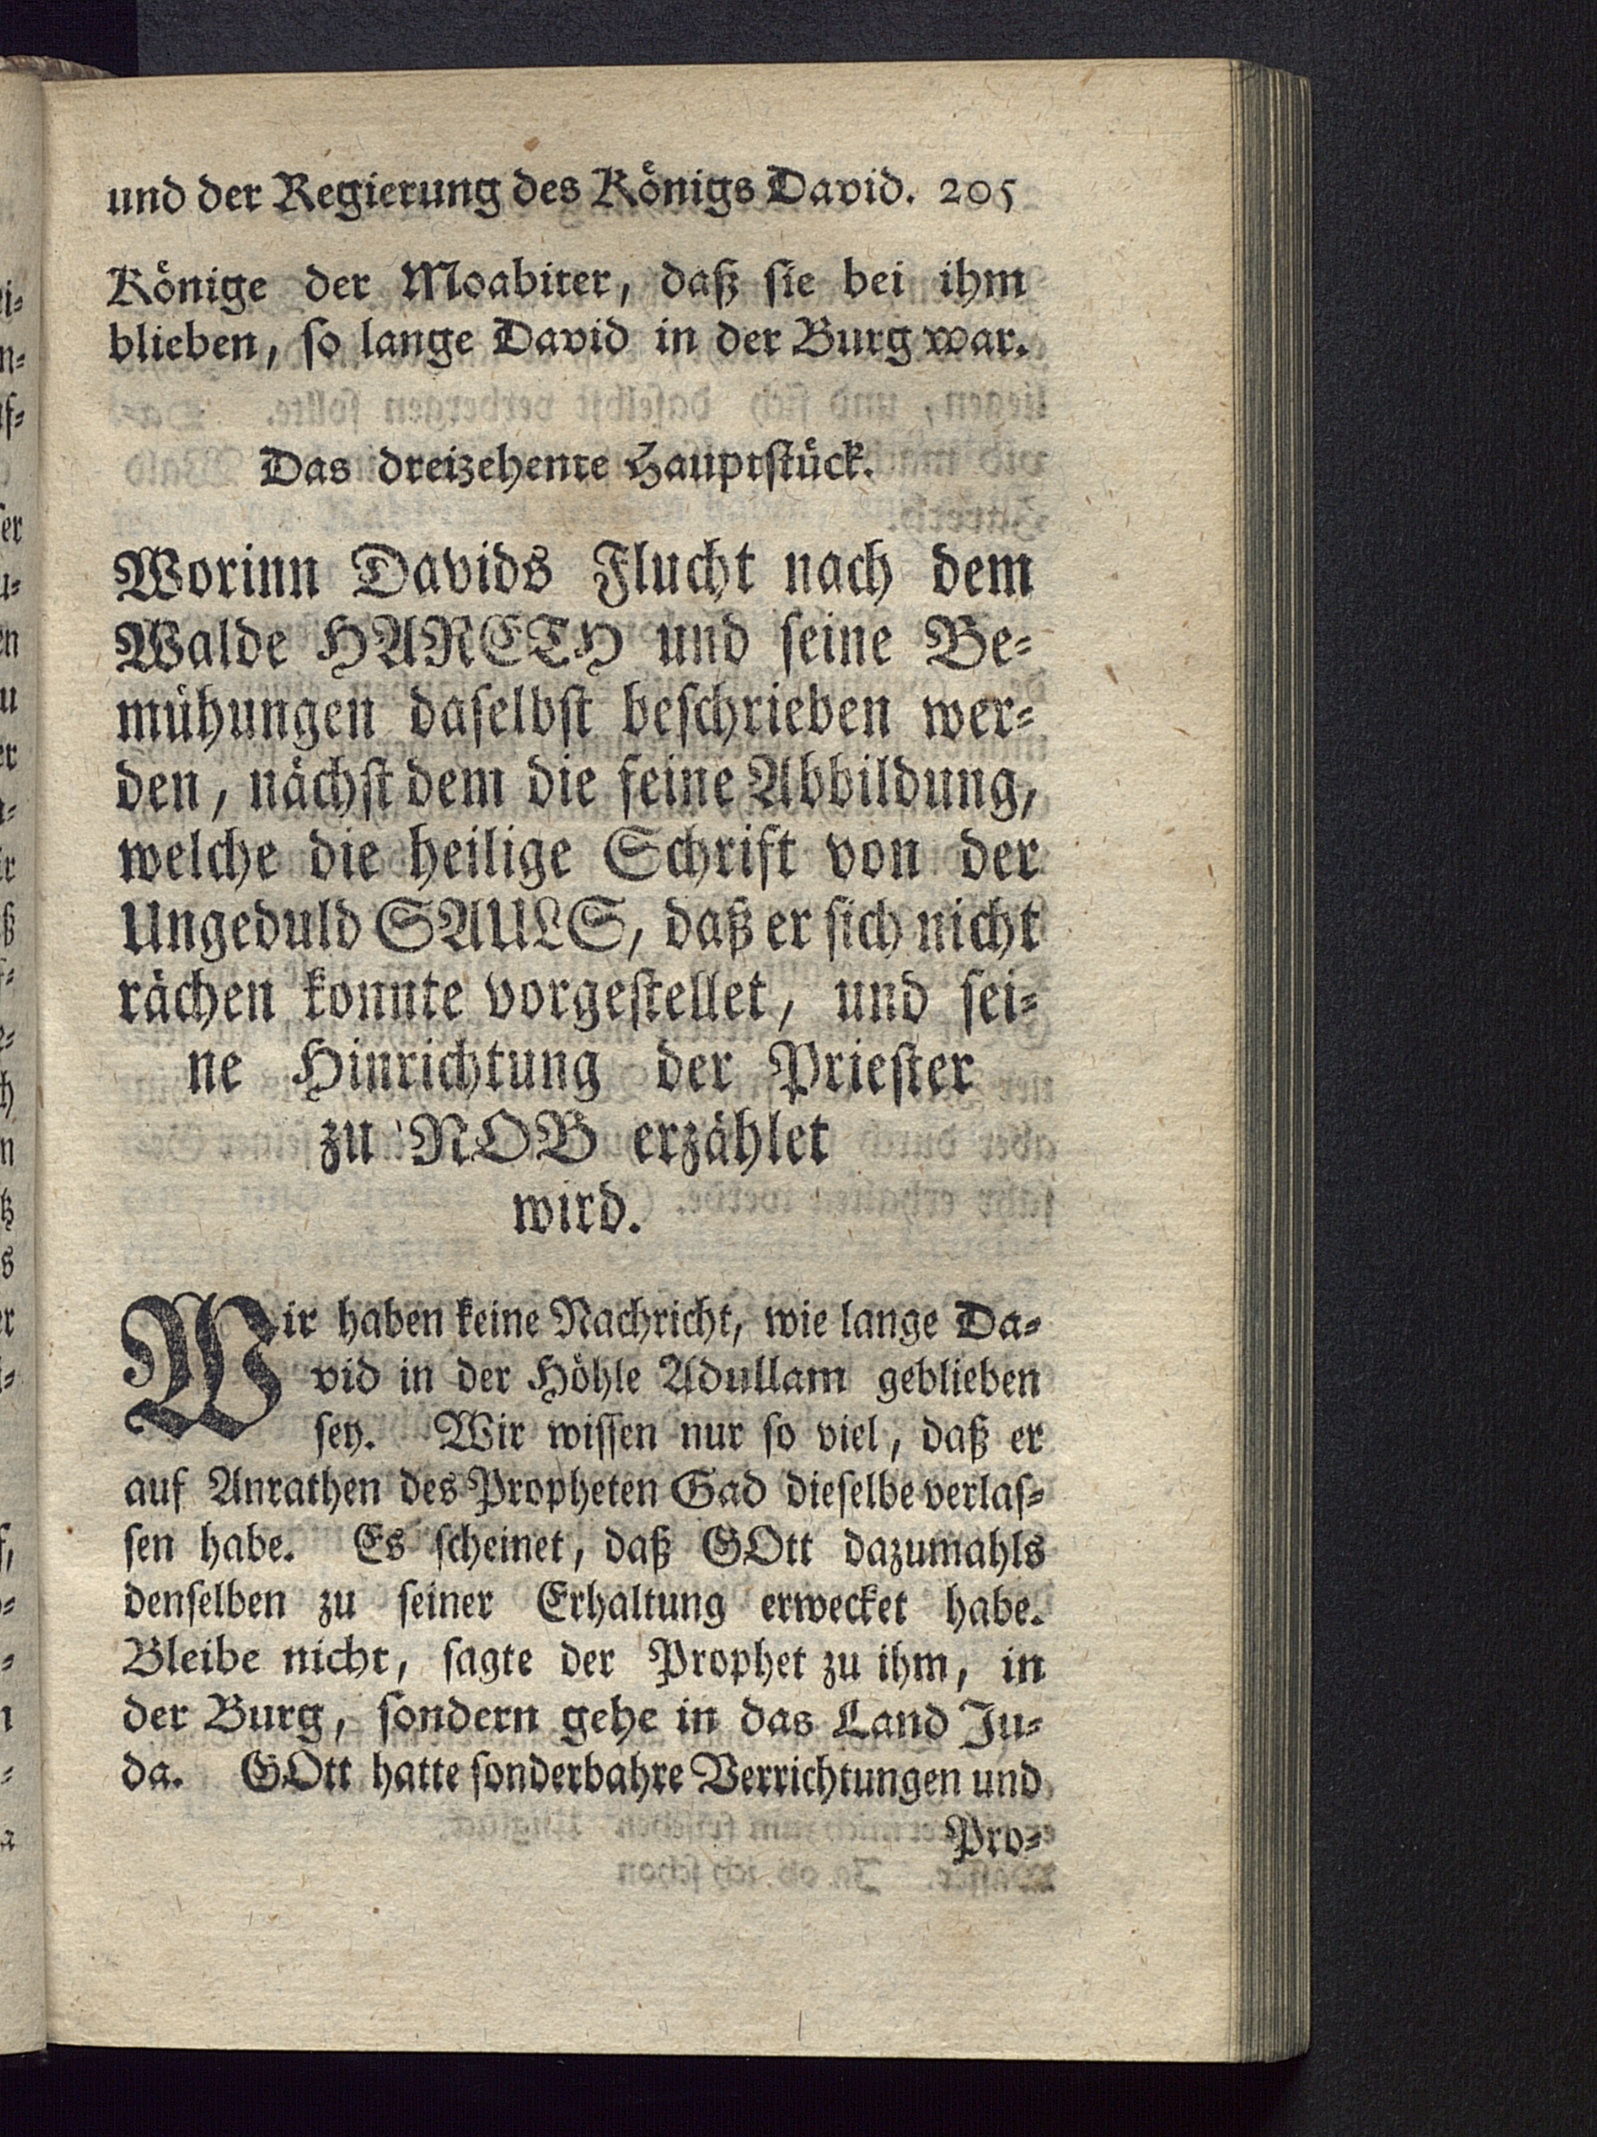 und der Regierung des Königs David. 205
Könige der Moabiter, daß sie bei ihm
blieben, so lange David in der Burg war.
Das dreizehente Hauptstück.
Worinn Davids Flucht nach dem
Walde HARETH und seine Be-
mühungen daselbst beschrieben wer-
den, nächst dem die feine Abbildung,
welche die heilige Schrift von der
Ungeduld SAULS, daß er sich nicht
rächen konnte vorgestellet, und sei-
ne Hinrichtung der Priester
zu NOB erzählet
wird.
Wir haben keine Nachricht, wie lange Da-
vid in der Höhle Adullam geblieben
sey. Wir wissen nur so viel, daß er
auf Anrathen des Propheten Gad dieselbe verlas-
sen habe. Es scheinet, daß GOtt dazumahls
denselben zu seiner Erhaltung erwecket habe.
Bleibe nicht, sagte der Prophet zu ihm, in
der Burg, sondern gehe in das Land Ju-
da. GOtt hatte sonderbahre Verrichtungen und
Pro-